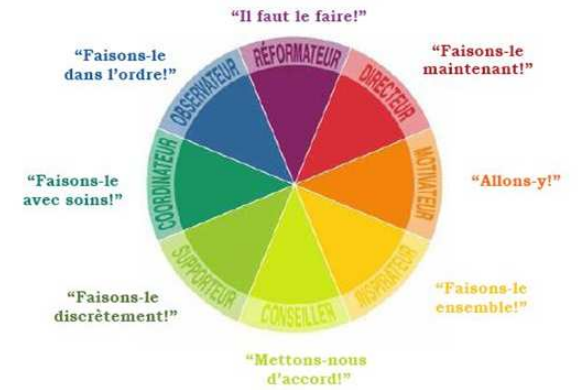 “Il faut le faire!”
“Faisons-le
dans l’ordre!”
“Faisons-le
maintenant!”
OBSERVATEUR
RÉFORMATEUR
DIRECTEUR
“Faisons-le
avec soins!”
COORDINATEUR
MOTIVATEUR
“Allons-y!”
SUPPORTEUR
CONSEILLER
INSPIRATEUR
“Faisons-le
discrètement!”
“Faisons-le
ensemble!”
“Mettons-nous
d’accord!”